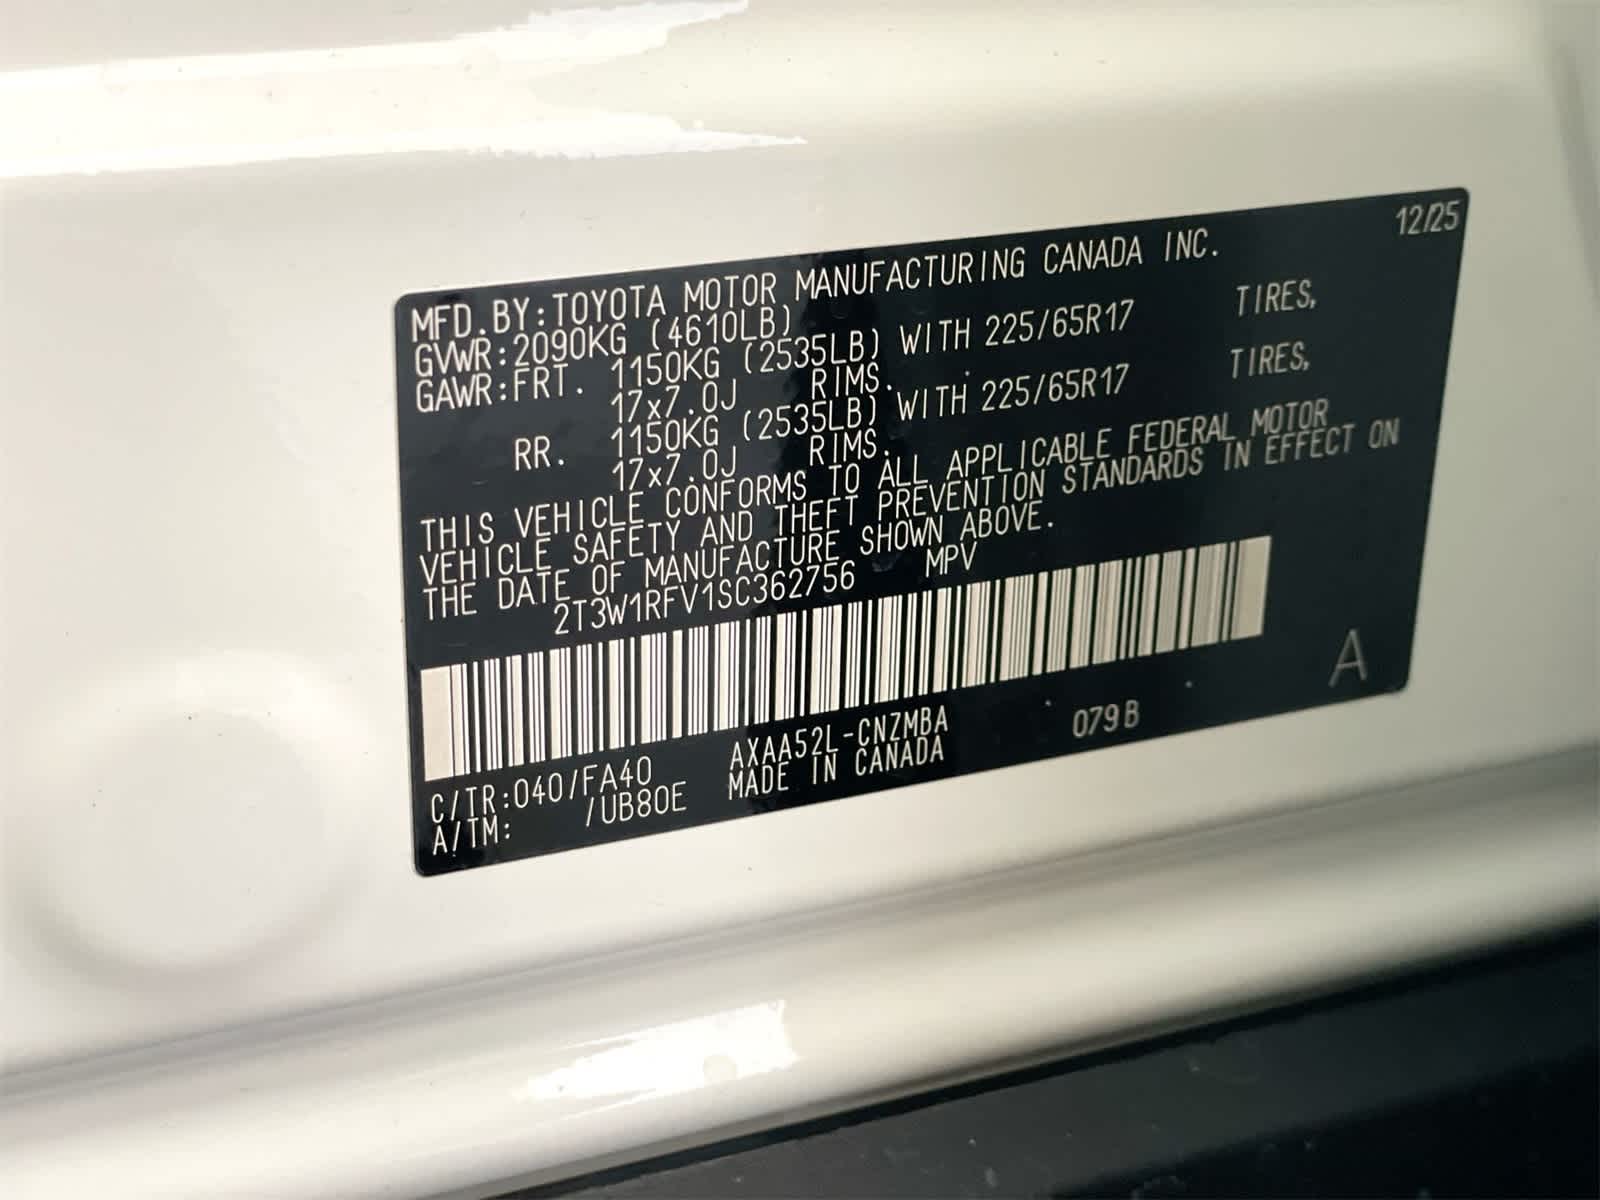 12/25
MFD.BY:TOYOTA MOTOR MANUFACTURING CANADA INC.
GVWR:2090KG (4610LB)
GAWR:FRT. 1150KG (2535LB) WITH 225/65R17 TIRES,
17x7.0J RIMS.
RR. 1150KG (2535LB) WITH 225/65R17 TIRES,
17x7.0J RIMS.
THIS VEHICLE CONFORMS TO ALL APPLICABLE FEDERAL MOTOR
VEHICLE SAFETY AND THEFT PREVENTION STANDARDS IN EFFECT ON
THE DATE OF MANUFACTURE SHOWN ABOVE.
2T3W1RFV1SC362756 MPV
A
C/TR:040/FA40 AXAA52L-CNZMBA 079B
A/TM: /UB80E MADE IN CANADA